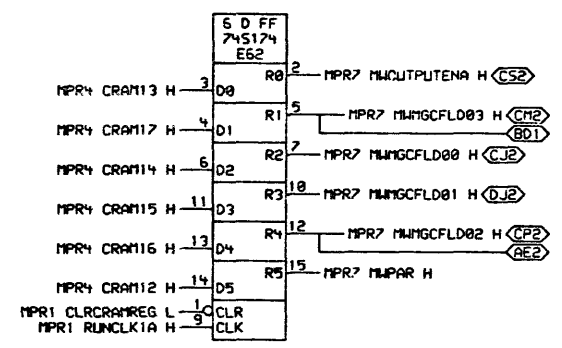 6 D FF
74S174
E62
R0 2 MPR7 MWOUTPUTENA H CS2
MPR4 CRAM13 H 3 D0
R1 5 MPR7 MWMGCFLD03 H CM2
BD1
MPR4 CRAM17 H 4 D1
R2 7 MPR7 MWMGCFLD00 H CJ2
MPR4 CRAM14 H 6 D2
R3 10 MPR7 MWMGCFLD01 H DJ2
MPR4 CRAM15 H 11 D3
R4 12 MPR7 MWMGCFLD02 H CP2
AE2
MPR4 CRAM16 H 13 D4
R5 15 MPR7 MWPAR H
MPR4 CRAM12 H 14 D5
MPR1 CLRCRAMREG L 1 CLR
MPR1 RUNCLK1A H 9 CLK